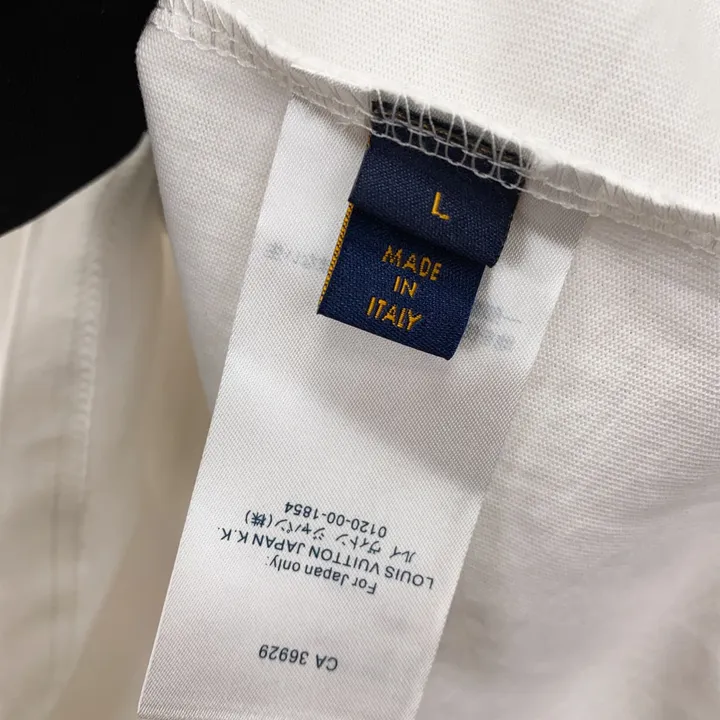 L
MADE
IN
ITALY
CA 36929
For Japan only:
LOUIS VUITTON JAPAN K.K.
ルイ ヴィトン ジャパン(株)
0120-00-1854